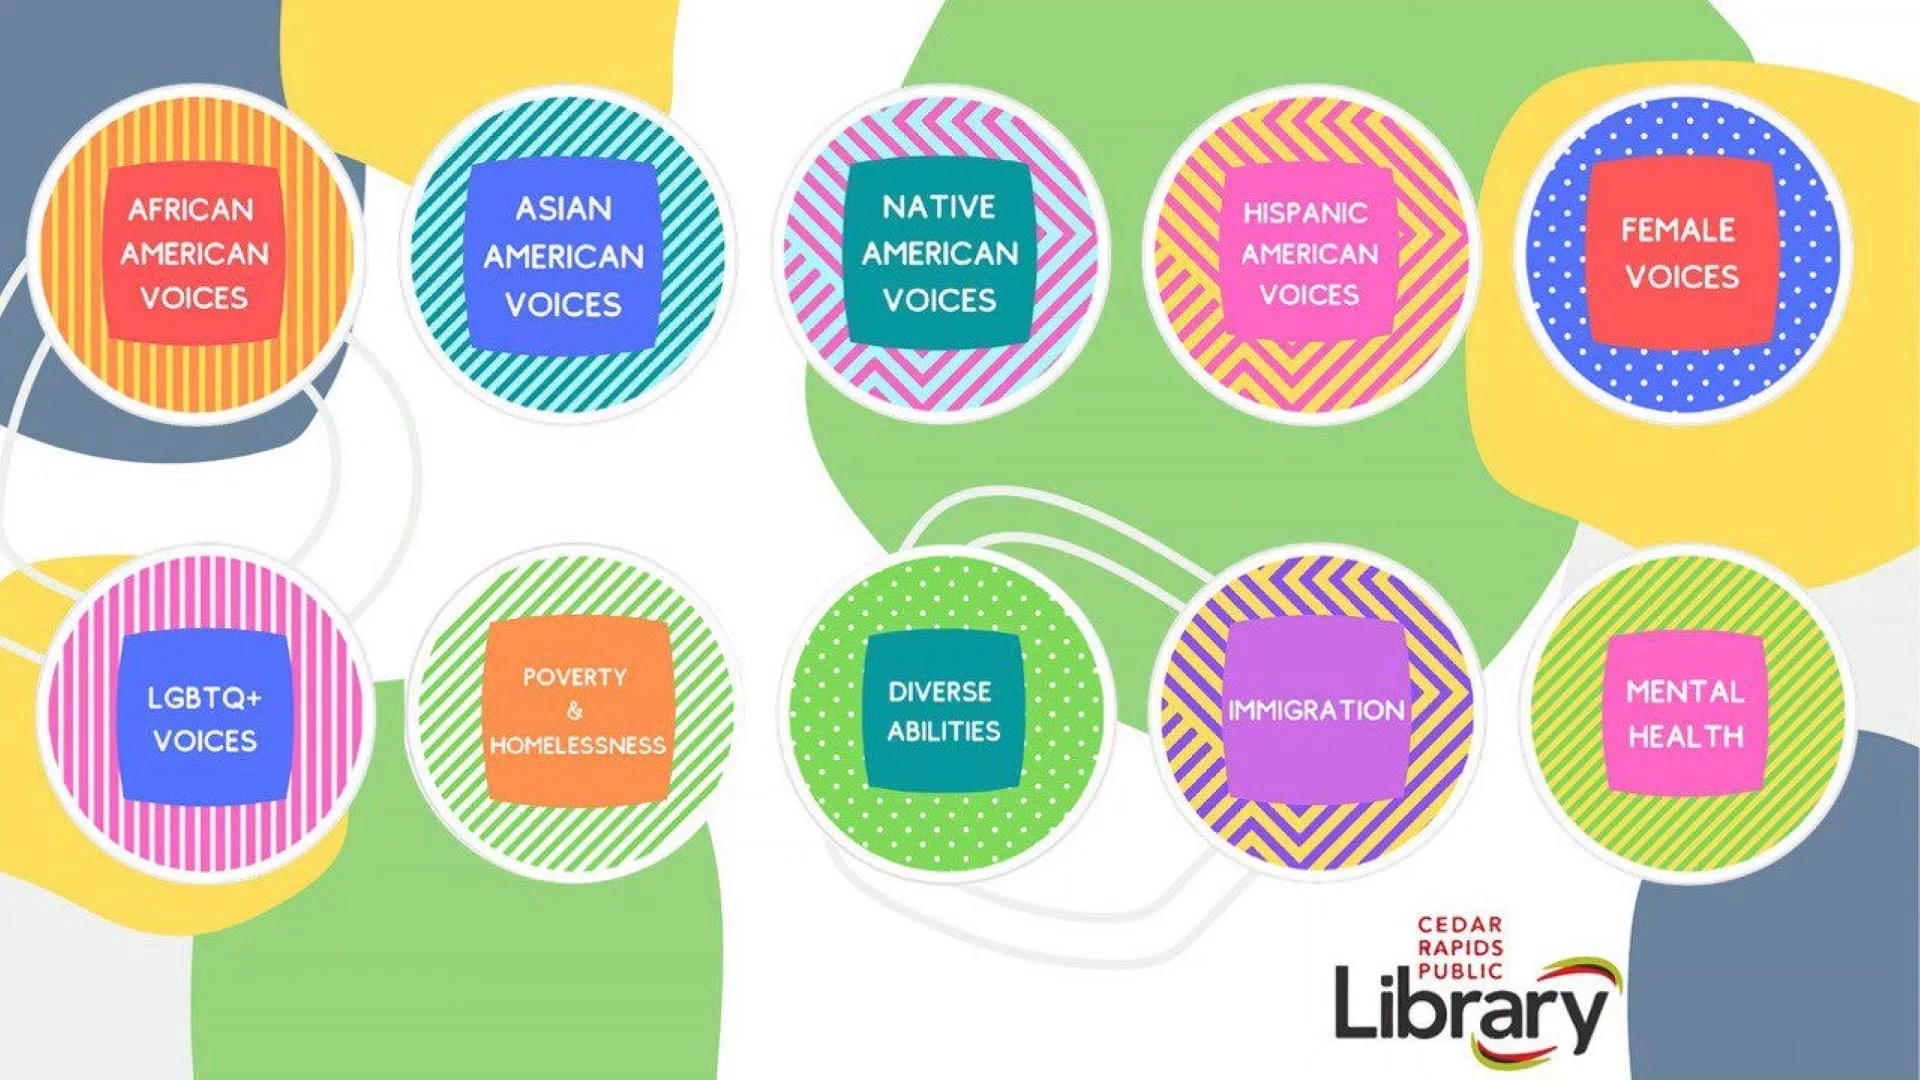 AFRICAN
AMERICAN
VOICES
ASIAN
AMERICAN
VOICES
NATIVE
AMERICAN
VOICES
HISPANIC
AMERICAN
VOICES
FEMALE
VOICES
LGBTQ+
VOICES
POVERTY
&
HOMELESSNESS
DIVERSE
ABILITIES
IMMIGRATION
MENTAL
HEALTH
CEDAR
RAPIDS
PUBLIC
Library